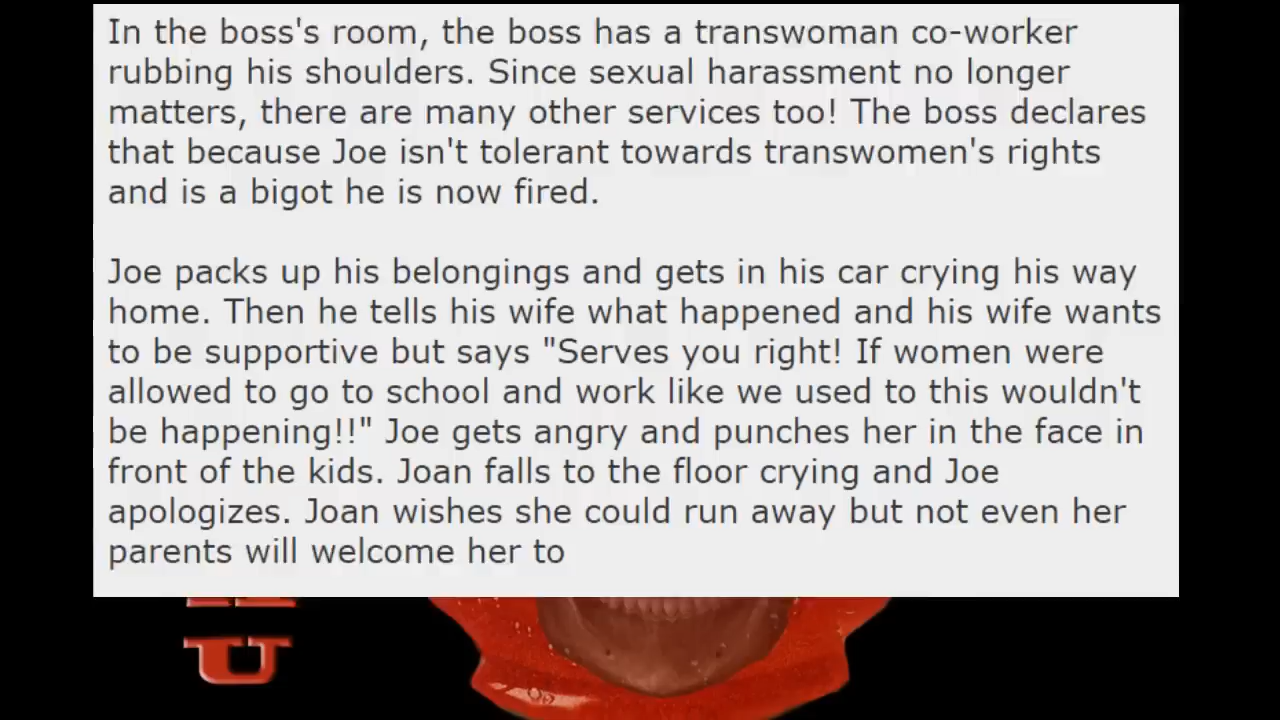 In the boss's room, the boss has a transwoman co-worker
rubbing his shoulders. Since sexual harassment no longer
matters, there are many other services too! The boss declares
that because Joe isn't tolerant towards transwomen's rights
and is a bigot he is now fired.
Joe packs up his belongings and gets in his car crying his way
home. Then he tells his wife what happened and his wife wants
to be supportive but says "Serves you right! If women were
allowed to go to school and work like we used to this wouldn't
be happening!!" Joe gets angry and punches her in the face in
front of the kids. Joan falls to the floor crying and Joe
apologizes. Joan wishes she could run away but not even her
parents will welcome her to
U